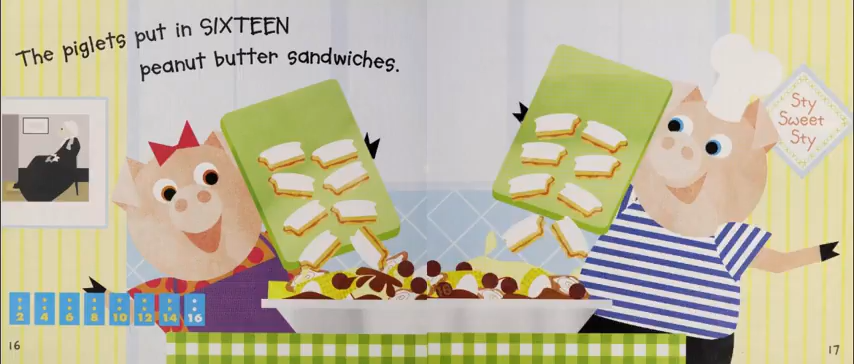 The piglets put in SIXTEEN
peanut butter sandwiches.
Sty
Sweet
Sty
2 4 6 8 10 12 14 16
16
17